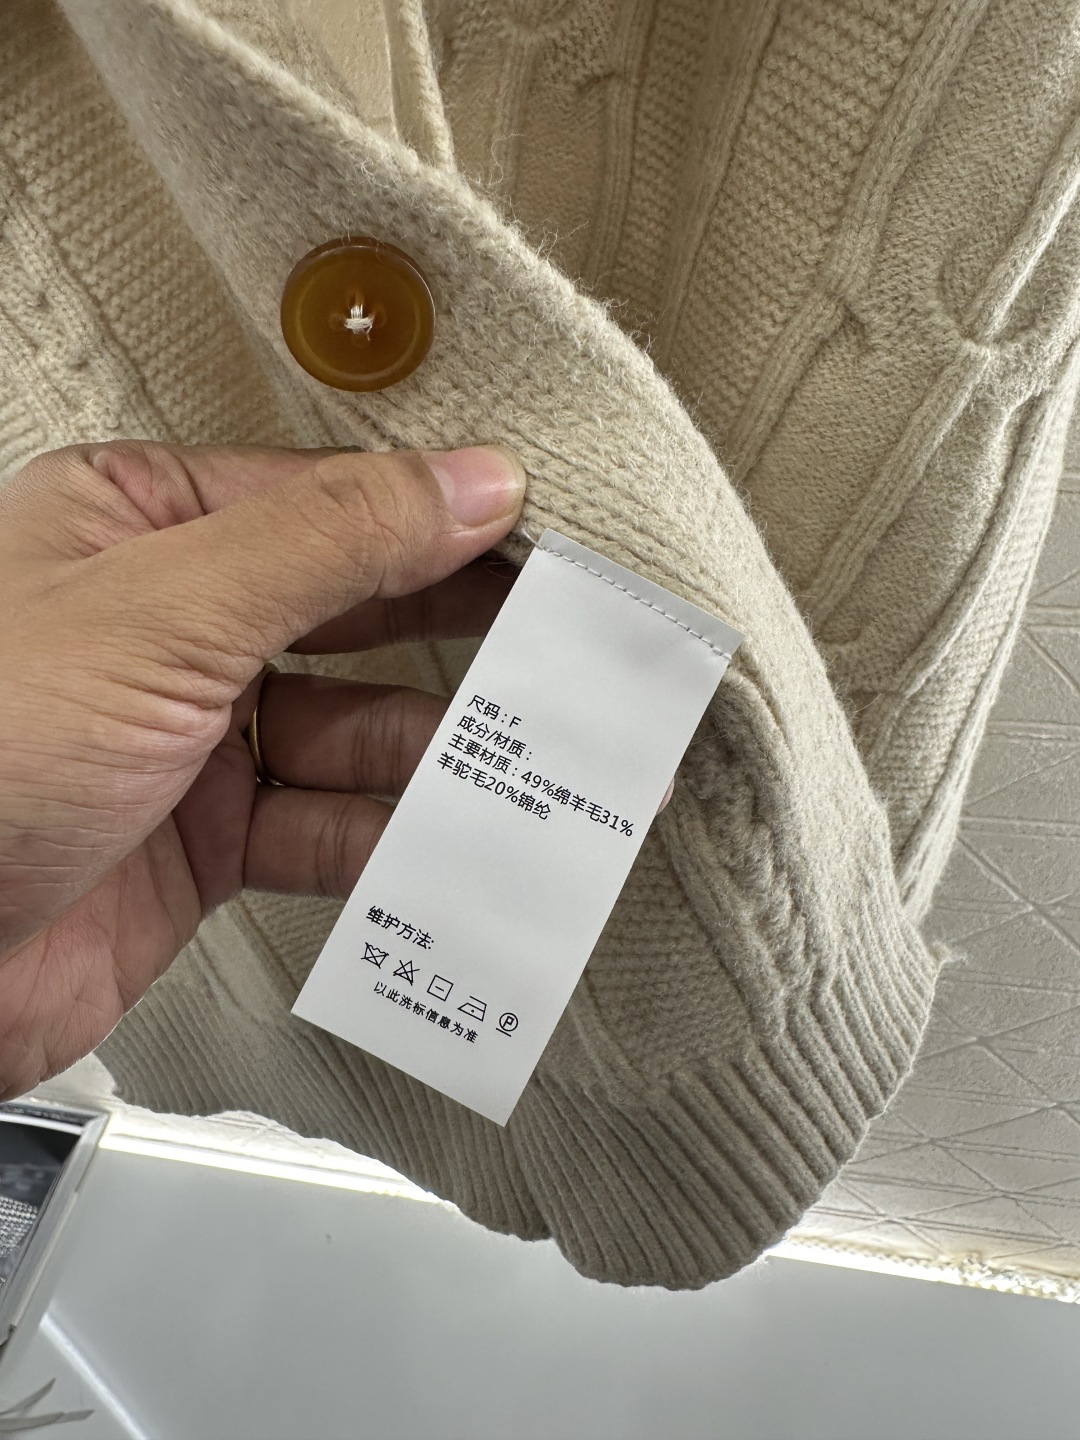 尺码：F
成分/材质：
主要材质：49%绵羊毛31%
羊驼毛20%锦纶
维护方法:
P
以此洗标信息为准